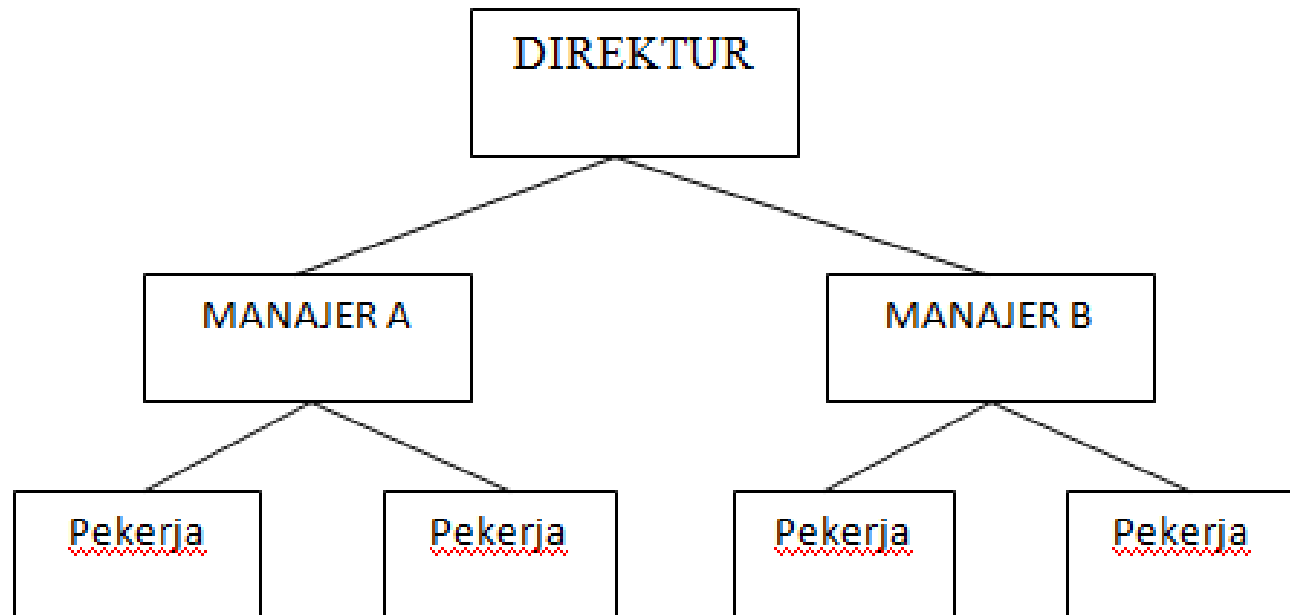 DIREKTUR
MANAJER A
MANAJER B
Pekerja
Pekerja
Pekerja
Pekerja